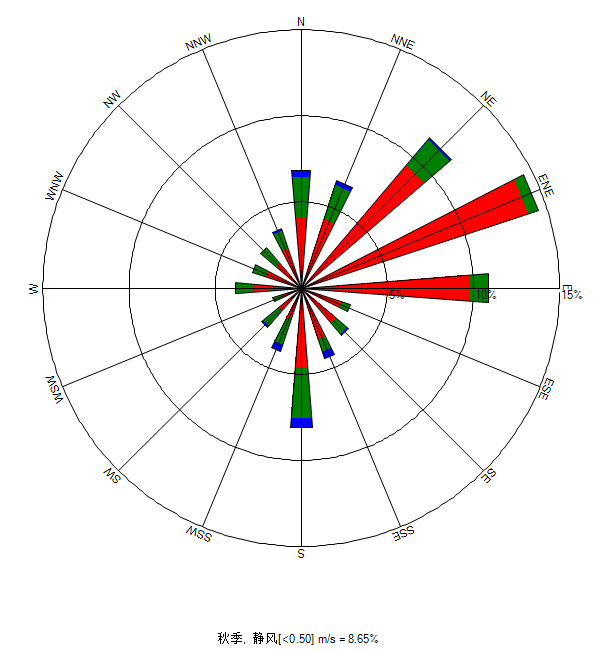 N
NNW
NNE
NW
NE
WNW
ENE
W
5%
10%
E
15%
WSW
ESE
SW
SE
SSW
SSE
S
秋季, 静风[<0.50] m/s = 8.65%